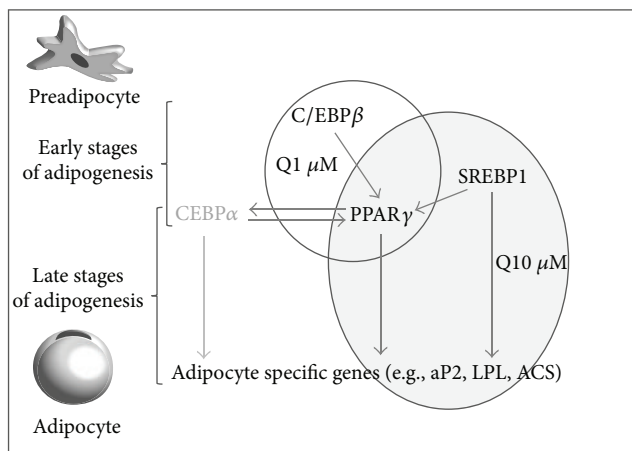 Preadipocyte
Early stages
of adipogenesis
C/EBPβ
Q1 μM
SREBP1
CEBPα
PPARγ
Late stages
of adipogenesis
Q10 μM
Adipocyte specific genes (e.g., aP2, LPL, ACS)
Adipocyte